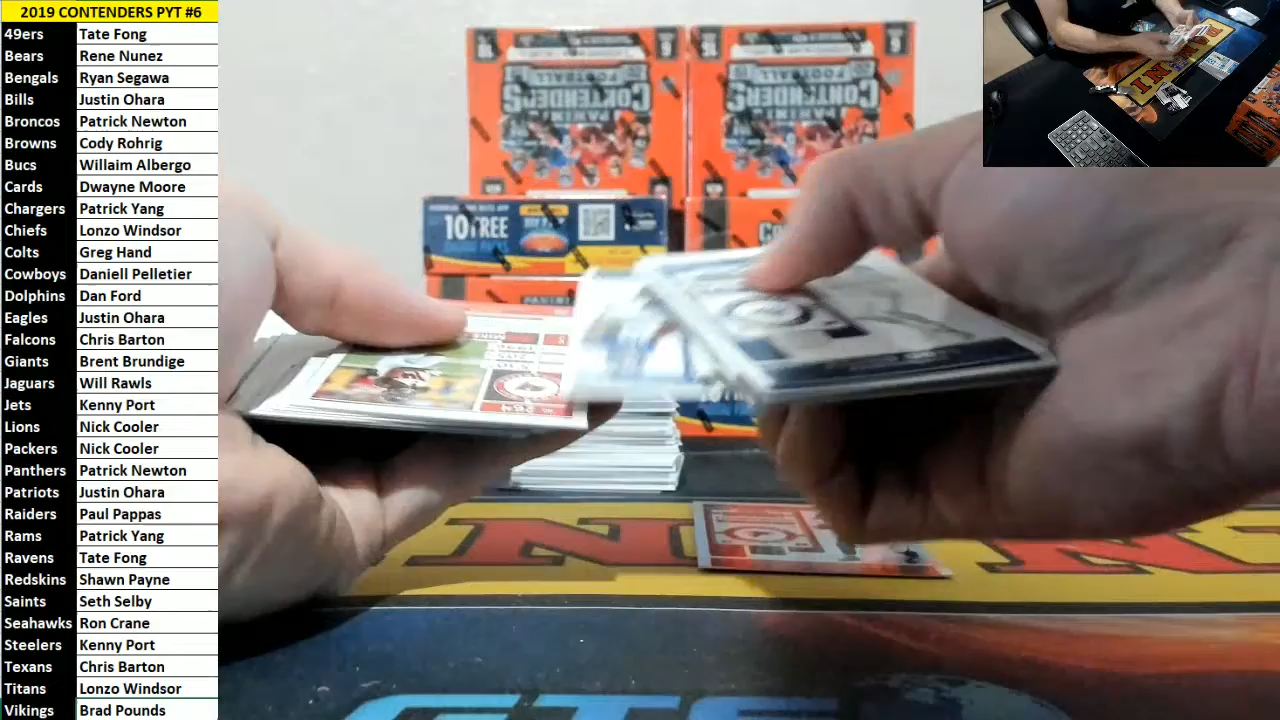 2019 CONTENDERS PYT #6
49ers Tate Fong
Bears Rene Nunez
Bengals Ryan Segawa
Bills Justin Ohara
Broncos Patrick Newton
Browns Cody Rohrig
Bucs Willaim Albergo
Cards Dwayne Moore
Chargers Patrick Yang
Chiefs Lonzo Windsor
Colts Greg Hand
Cowboys Daniell Pelletier
Dolphins Dan Ford
Eagles Justin Ohara
Falcons Chris Barton
Giants Brent Brundige
Jaguars Will Rawls
Jets Kenny Port
Lions Nick Cooler
Packers Nick Cooler
Panthers Patrick Newton
Patriots Justin Ohara
Raiders Paul Pappas
Rams Patrick Yang
Ravens Tate Fong
Redskins Shawn Payne
Saints Seth Selby
Seahawks Ron Crane
Steelers Kenny Port
Texans Chris Barton
Titans Lonzo Windsor
Vikings Brad Pounds
FOOTBALL
CONTENDERS
PANINI
FOOTBALL
CONTENDERS
PANINI
10 FREE